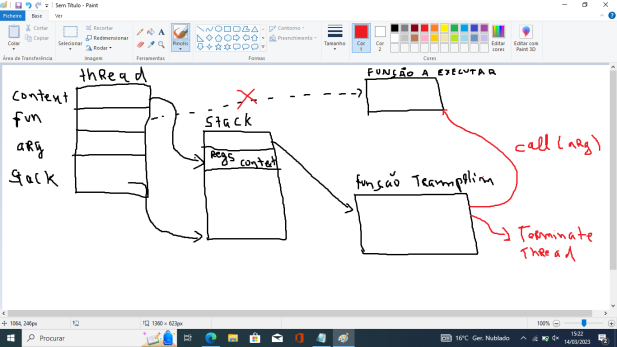 Sem Título - Paint
Ficheiro
Base
Ver
Colar
Cortar
Copiar
Área de Transferência
Selecionar
Recortar
Redimensionar
Rodar
Imagem
Ferramentas
Pincéis
Formas
Contorno
Preenchimento
Tamanho
Cor
1
Cor
2
Cores
Editar
cores
Editar com
Paint 3D
thread
context
fun
arg
stack
Stack
Regs
context
FUNÇÃO A EXECUTAR
call(arg)
função Trampolim
Terminate
Thread
1064, 246px
1360 × 623px
100%
Procurar
16°C Ger. Nublado
15:22
14/03/2023